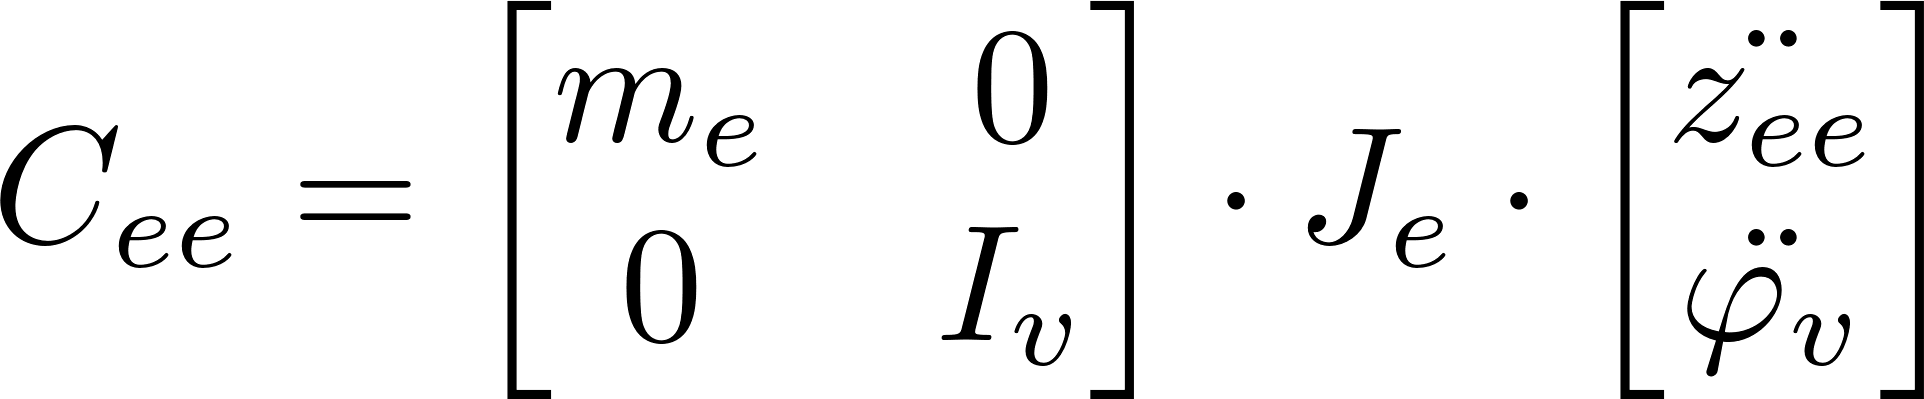 C_{ee} = \begin{bmatrix} m_e & 0 \\ 0 & I_v \end{bmatrix} \cdot J_e \cdot \begin{bmatrix} \ddot{z}_{ee} \\ \ddot{\varphi}_v \end{bmatrix}